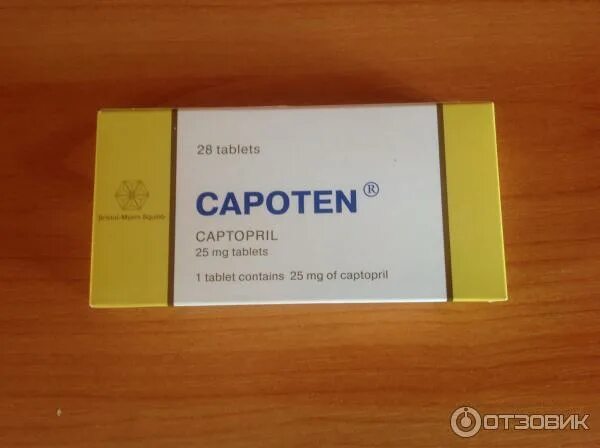 28 tablets
CAPOTEN®
CAPTOPRIL
25 mg tablets
1 tablet contains 25 mg of captopril
Bristol-Myers Squibb
ОТЗОВИК